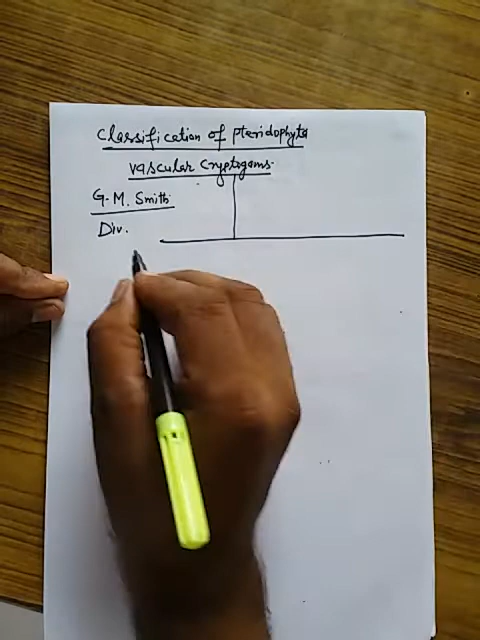 Classification of Pteridophyta
Vascular Cryptogams.
G.M. Smith
Div.